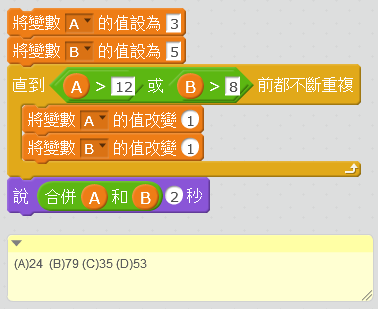 將變數 A 的值設為 3
將變數 B 的值設為 5
直到 A > 12 或 B > 8 前都不斷重複
將變數 A 的值改變 1
將變數 B 的值改變 1
說 合併 A 和 B 2 秒
(A)24 (B)79 (C)35 (D)53